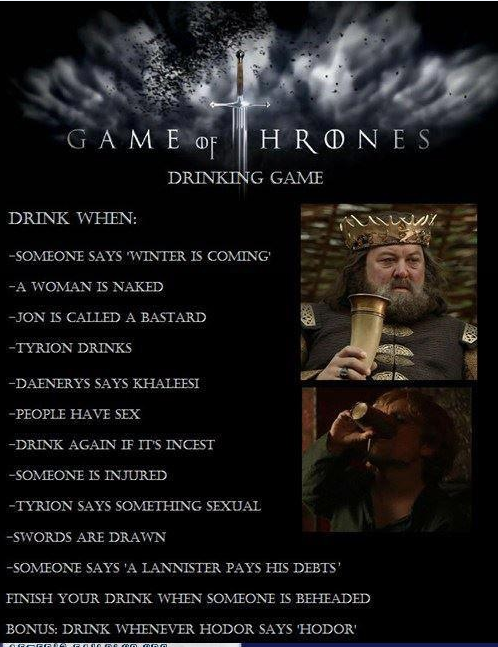 GAME OF THRONES
DRINKING GAME
DRINK WHEN:
-SOMEONE SAYS 'WINTER IS COMING'
-A WOMAN IS NAKED
-JON IS CALLED A BASTARD
-TYRION DRINKS
-DAENERYS SAYS KHALEESI
-PEOPLE HAVE SEX
-DRINK AGAIN IF IT'S INCEST
-SOMEONE IS INJURED
-TYRION SAYS SOMETHING SEXUAL
-SWORDS ARE DRAWN
-SOMEONE SAYS 'A LANNISTER PAYS HIS DEBTS'
FINISH YOUR DRINK WHEN SOMEONE IS BEHEADED
BONUS: DRINK WHENEVER HODOR SAYS 'HODOR'